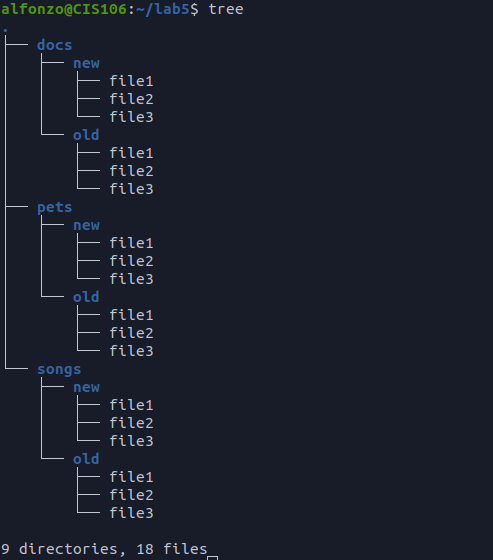 alfonzo@CIS106:~/lab5$ tree
.
├── docs
│   ├── new
│   │   ├── file1
│   │   ├── file2
│   │   └── file3
│   └── old
│       ├── file1
│       ├── file2
│       └── file3
├── pets
│   ├── new
│   │   ├── file1
│   │   ├── file2
│   │   └── file3
│   └── old
│       ├── file1
│       ├── file2
│       └── file3
└── songs
    ├── new
    │   ├── file1
    │   ├── file2
    │   └── file3
    └── old
        ├── file1
        ├── file2
        └── file3

9 directories, 18 files